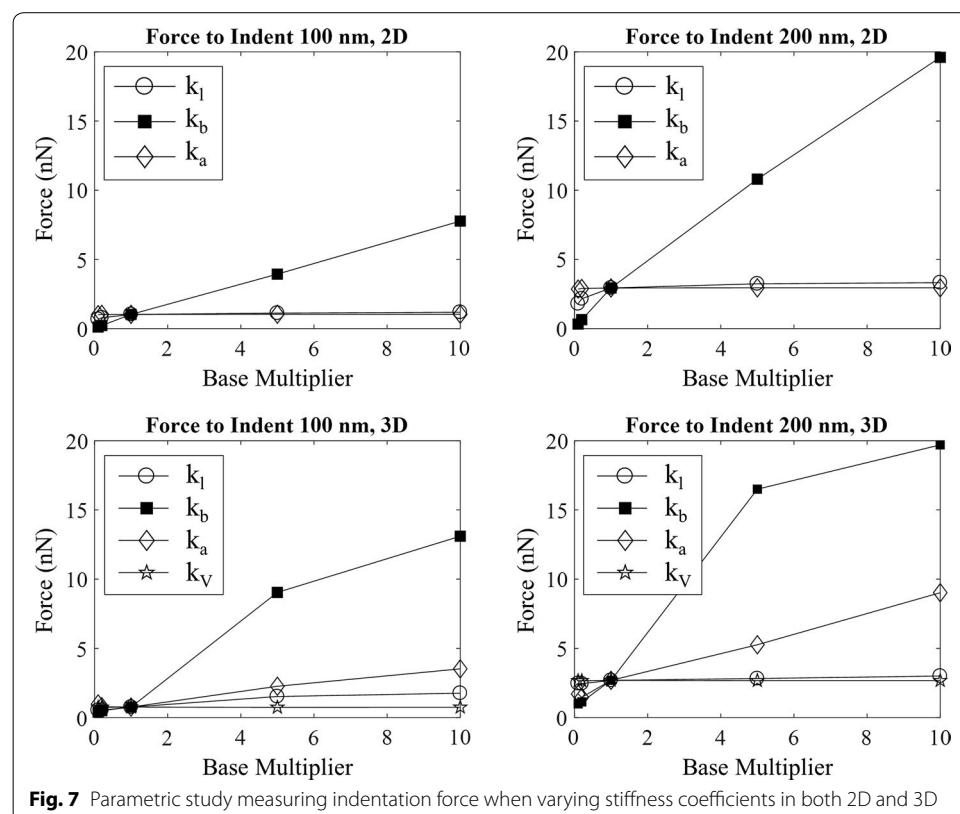 Force to Indent 100 nm, 2D
20
15
10
5
0
Force (nN)
k_l
k_b
k_a
0 2 4 6 8 10
Base Multiplier
Force to Indent 200 nm, 2D
20
15
10
5
0
Force (nN)
k_l
k_b
k_a
0 2 4 6 8 10
Base Multiplier
Force to Indent 100 nm, 3D
20
15
10
5
0
Force (nN)
k_l
k_b
k_a
k_V
0 2 4 6 8 10
Base Multiplier
Force to Indent 200 nm, 3D
20
15
10
5
0
Force (nN)
k_l
k_b
k_a
k_V
0 2 4 6 8 10
Base Multiplier
Fig. 7 Parametric study measuring indentation force when varying stiffness coefficients in both 2D and 3D